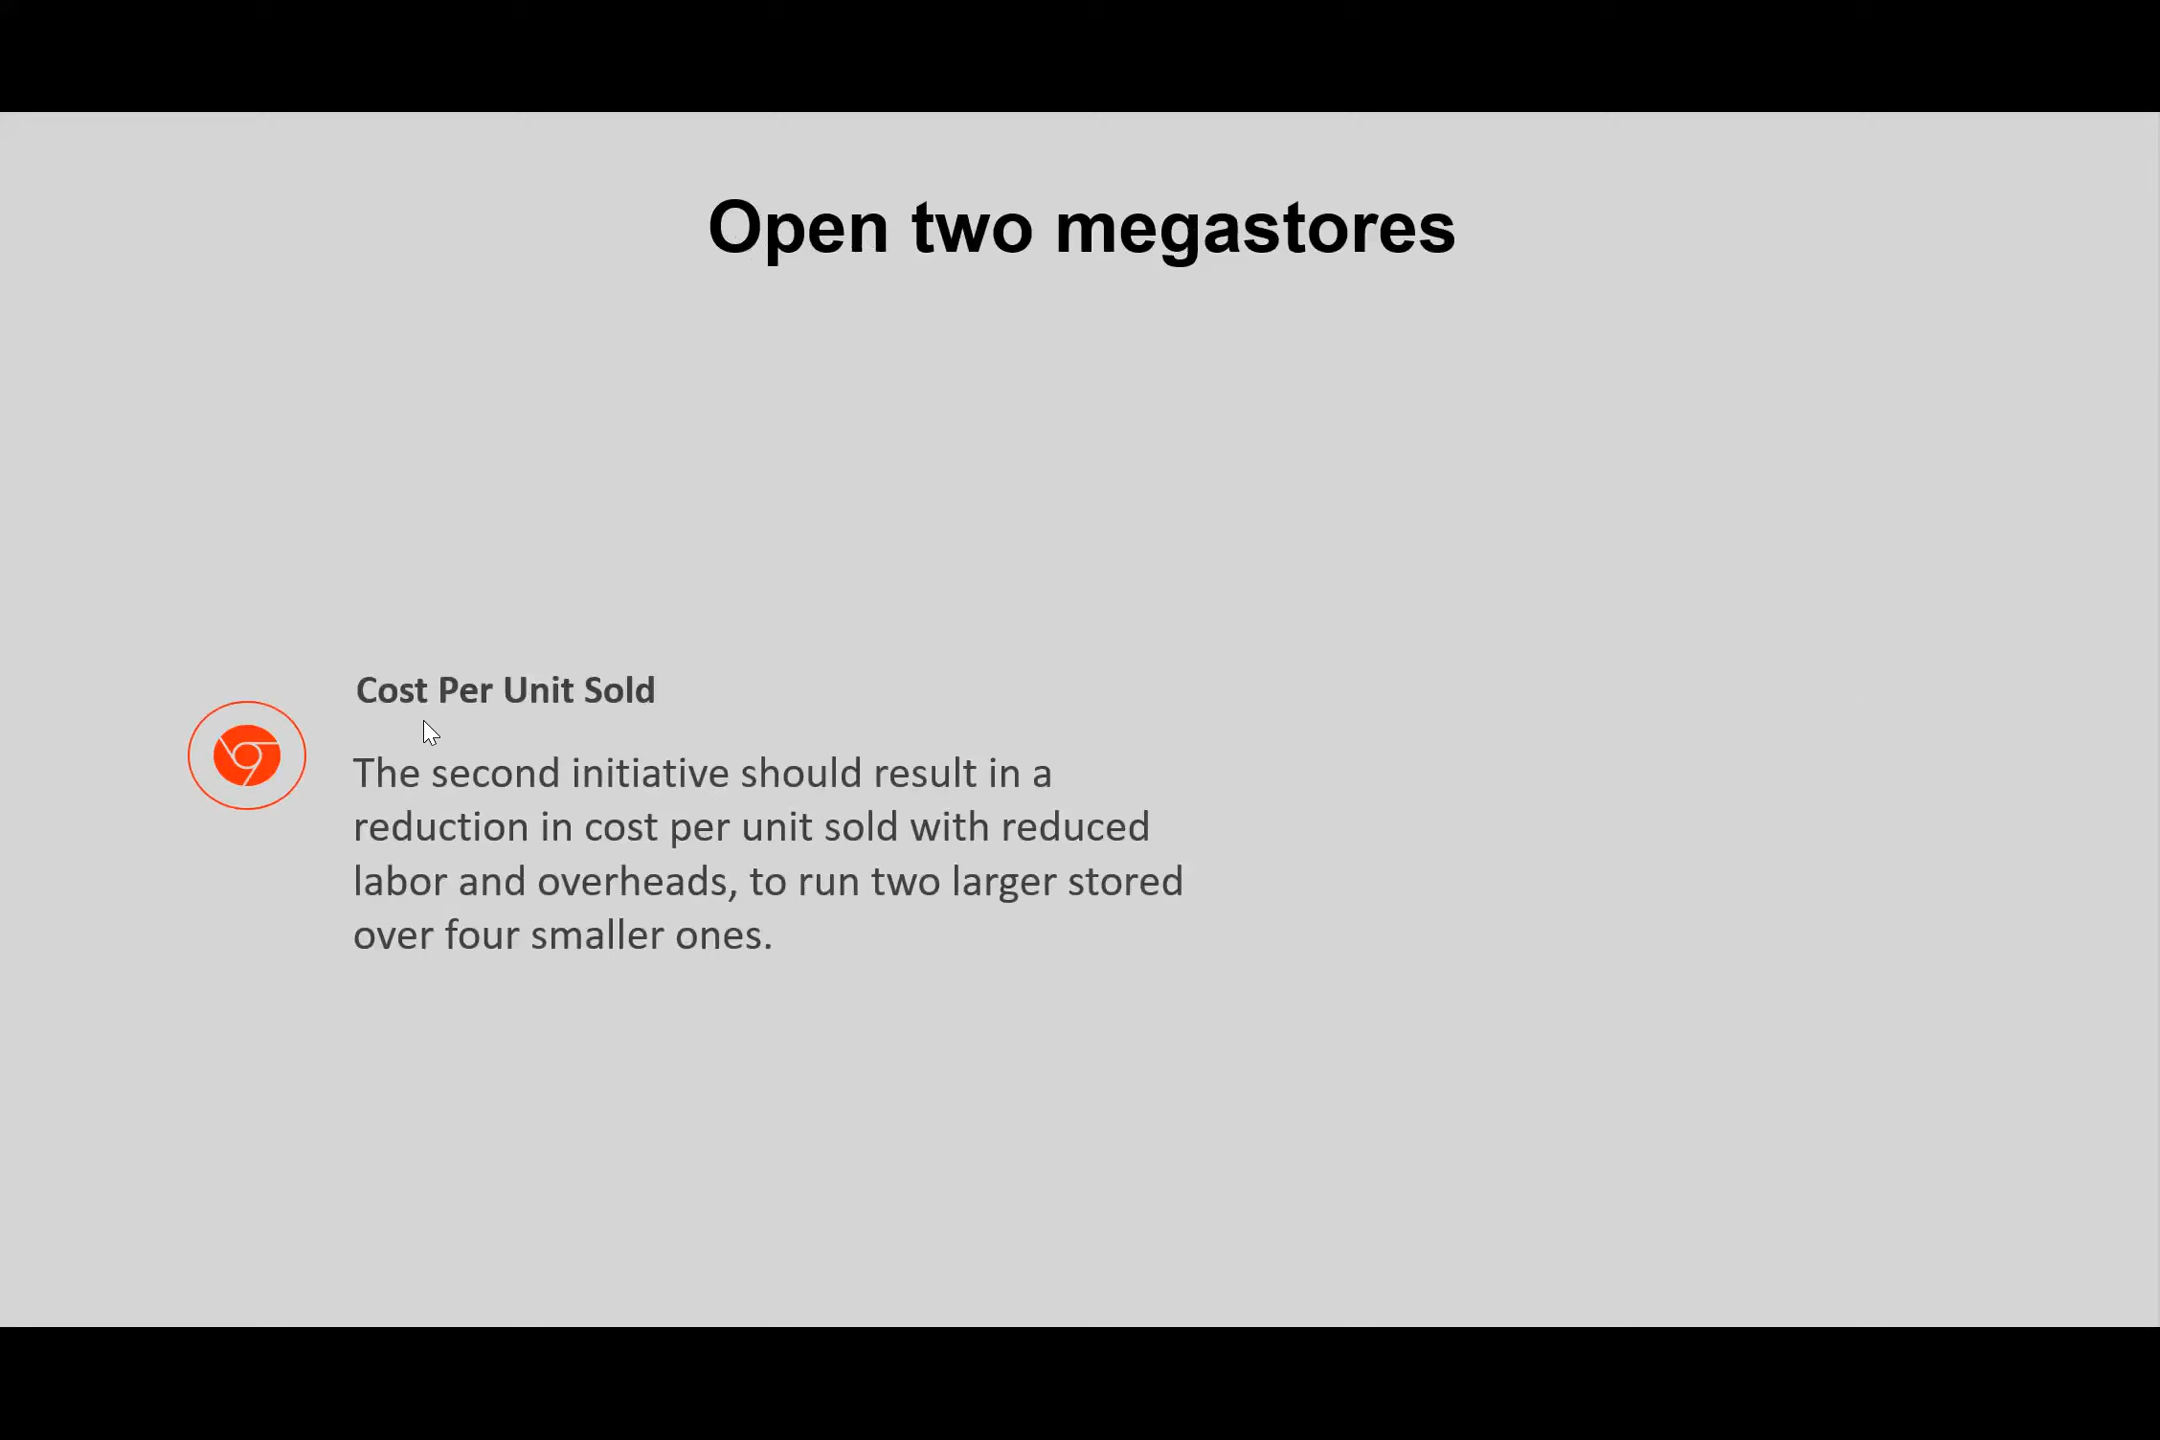 Open two megastores
Cost Per Unit Sold
The second initiative should result in a
reduction in cost per unit sold with reduced
labor and overheads, to run two larger stored
over four smaller ones.